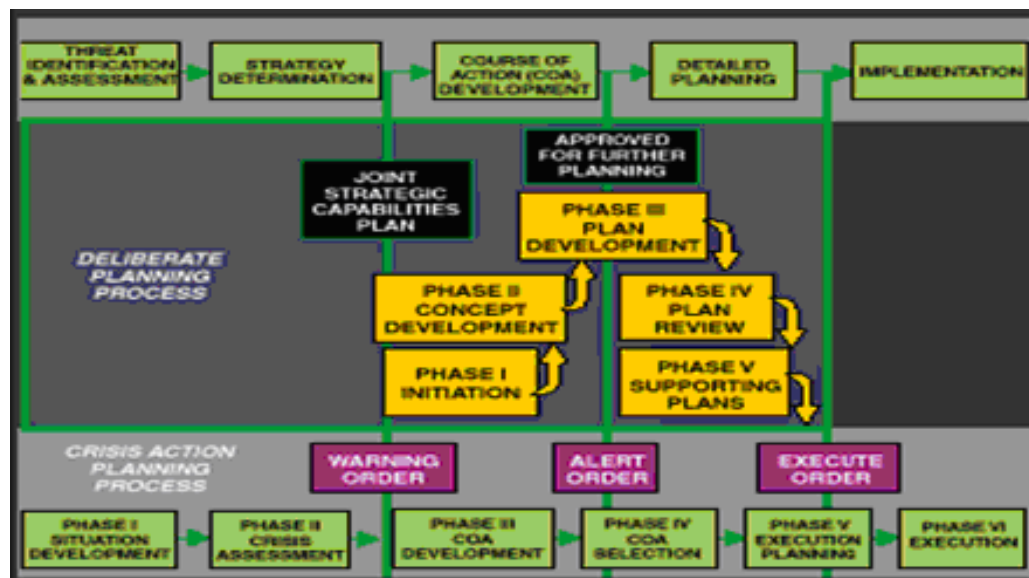 THREAT
IDENTIFICATION
& ASSESSMENT
STRATEGY
DETERMINATION
COURSE OF
ACTION (COA)
DEVELOPMENT
DETAILED
PLANNING
IMPLEMENTATION
JOINT
STRATEGIC
CAPABILITIES
PLAN
APPROVED
FOR FURTHER
PLANNING
PHASE III
PLAN
DEVELOPMENT
DELIBERATE
PLANNING
PROCESS
PHASE II
CONCEPT
DEVELOPMENT
PHASE IV
PLAN
REVIEW
PHASE I
INITIATION
PHASE V
SUPPORTING
PLANS
CRISIS ACTION
PLANNING
PROCESS
WARNING
ORDER
ALERT
ORDER
EXECUTE
ORDER
PHASE I
SITUATION
DEVELOPMENT
PHASE II
CRISIS
ASSESSMENT
PHASE III
COA
DEVELOPMENT
PHASE IV
COA
SELECTION
PHASE V
EXECUTION
PLANNING
PHASE VI
EXECUTION